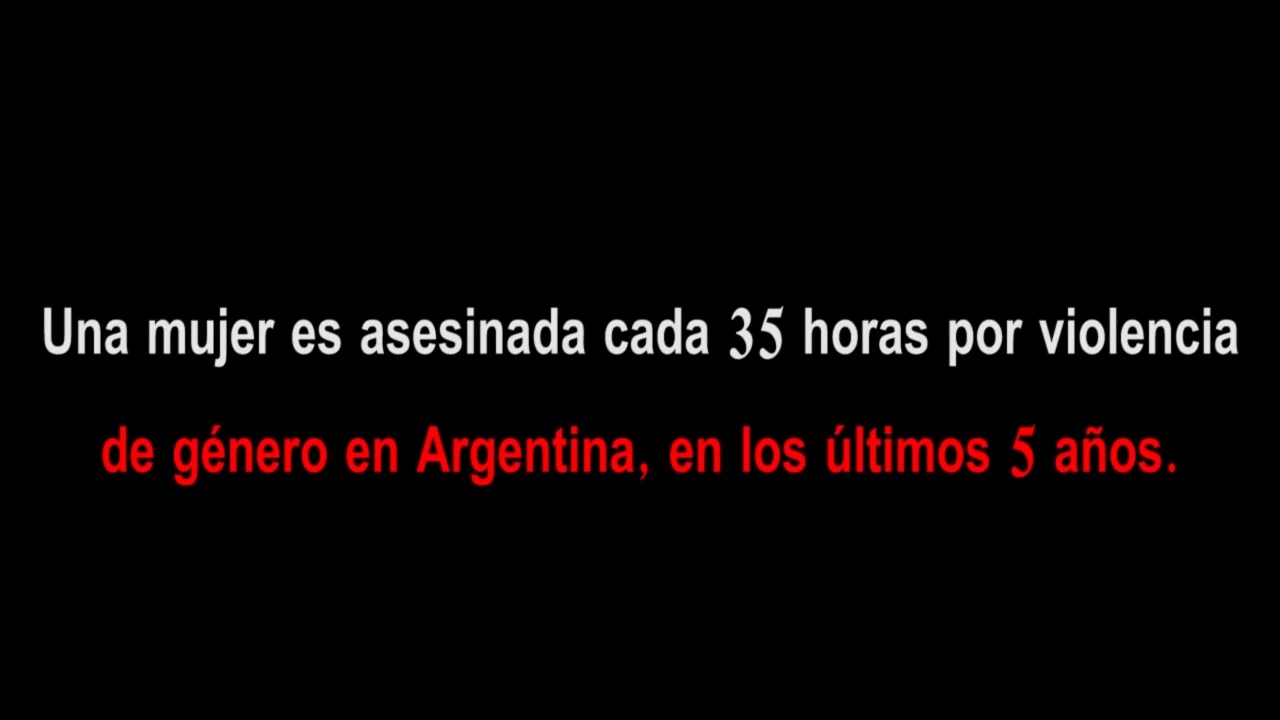 Una mujer es asesinada cada 35 horas por violencia
de género en Argentina, en los últimos 5 años.